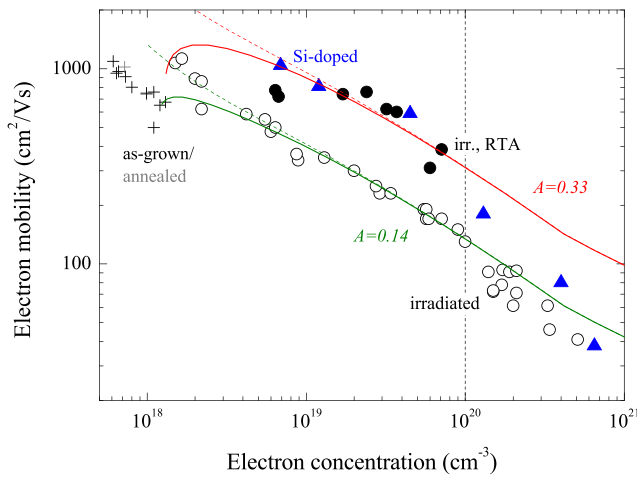 Electron mobility (cm²/Vs)
1000
100
Si-doped
irr., RTA
as-grown/
annealed
A=0.33
A=0.14
irradiated
10¹⁸
10¹⁹
10²⁰
10²¹
Electron concentration (cm⁻³)